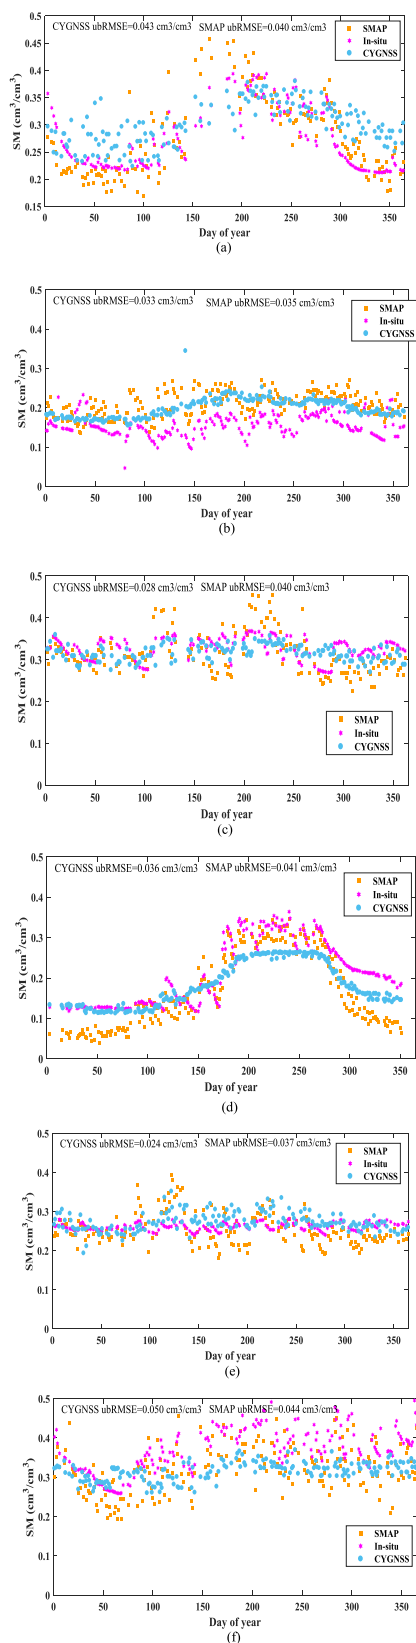 CYGNSS ubRMSE=0.043 cm3/cm3 SMAP ubRMSE=0.040 cm3/cm3
SMAP
In-situ
CYGNSS
SM (cm³/cm³)
0.5
0.45
0.4
0.35
0.3
0.25
0.2
0.15
0 50 100 150 200 250 300 350
Day of year
(a)
CYGNSS ubRMSE=0.033 cm3/cm3 SMAP ubRMSE=0.035 cm3/cm3
SMAP
In-situ
CYGNSS
SM (cm³/cm³)
0.5
0.4
0.3
0.2
0.1
0
0 50 100 150 200 250 300 350
Day of year
(b)
CYGNSS ubRMSE=0.028 cm3/cm3 SMAP ubRMSE=0.040 cm3/cm3
SMAP
In-situ
CYGNSS
SM (cm³/cm³)
0.5
0.4
0.3
0.2
0.1
0
0 50 100 150 200 250 300 350
Day of year
(c)
CYGNSS ubRMSE=0.036 cm3/cm3 SMAP ubRMSE=0.041 cm3/cm3
SMAP
In-situ
CYGNSS
SM (cm³/cm³)
0.5
0.4
0.3
0.2
0.1
0
0 50 100 150 200 250 300 350
Day of year
(d)
CYGNSS ubRMSE=0.024 cm3/cm3 SMAP ubRMSE=0.037 cm3/cm3
SMAP
In-situ
CYGNSS
SM (cm³/cm³)
0.5
0.4
0.3
0.2
0.1
0
0 50 100 150 200 250 300 350
Day of year
(e)
CYGNSS ubRMSE=0.050 cm3/cm3 SMAP ubRMSE=0.044 cm3/cm3
SMAP
In-situ
CYGNSS
SM (cm³/cm³)
0.5
0.4
0.3
0.2
0.1
0
0 50 100 150 200 250 300 350
Day of year
(f)